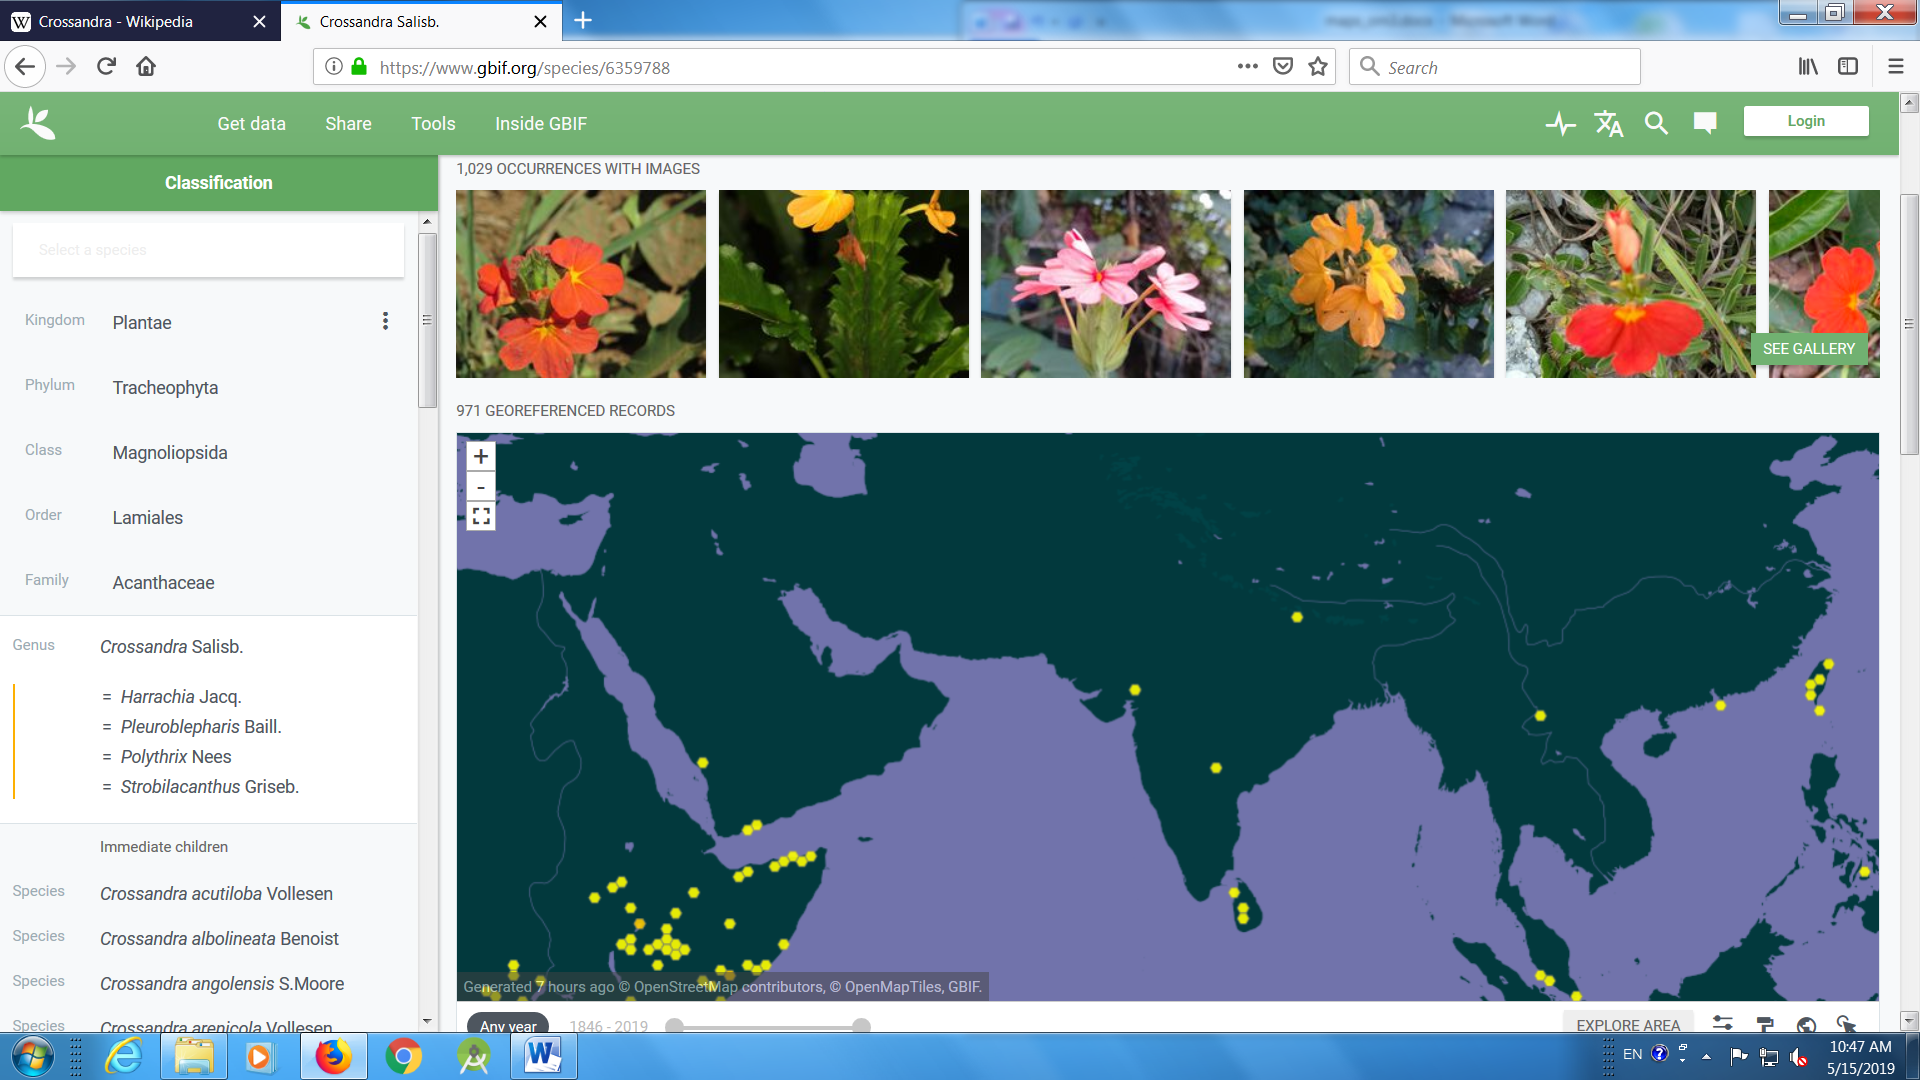 Crossandra - Wikipedia
Crossandra Salisb.
https://www.gbif.org/species/6359788
Search
Get data
Share
Tools
Inside GBIF
Login
Classification
Select a species
Kingdom Plantae
Phylum Tracheophyta
Class Magnoliopsida
Order Lamiales
Family Acanthaceae
Genus Crossandra Salisb.
= Harrachia Jacq.
= Pleuroblepharis Baill.
= Polythrix Nees
= Strobilacanthus Griseb.
Immediate children
Species Crossandra acutiloba Vollesen
Species Crossandra albolineata Benoist
Species Crossandra angolensis S.Moore
Species Crossandra arenicola Vollesen
1,029 OCCURRENCES WITH IMAGES
SEE GALLERY
971 GEOREFERENCED RECORDS
+
-
Generated 7 hours ago © OpenStreetMap contributors, © OpenMapTiles, GBIF.
Any year
1846 - 2019
EXPLORE AREA
EN
10:47 AM
5/15/2019